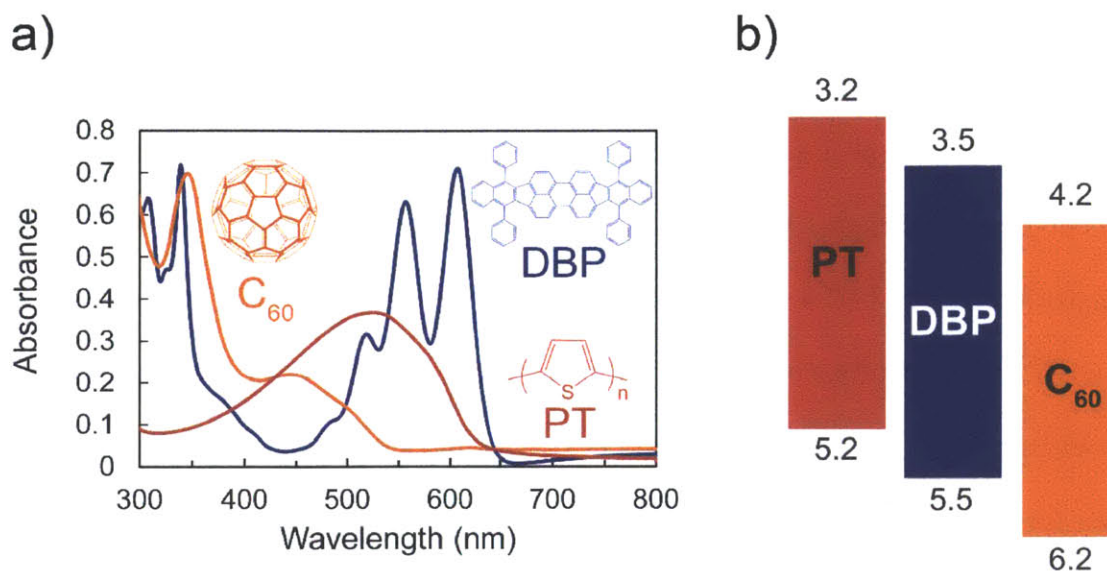 a)
Absorbance
0.8
0.7
0.6
0.5
0.4
0.3
0.2
0.1
0
300
400
500
600
700
800
Wavelength (nm)
C₆₀
DBP
S
n
PT
b)
3.2
PT
5.2
3.5
DBP
5.5
4.2
C₆₀
6.2